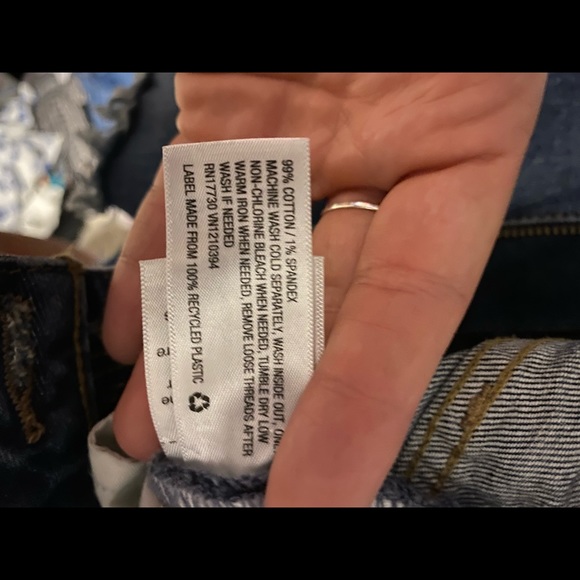 99% COTTON / 1% SPANDEX
MACHINE WASH COLD SEPARATELY, WASH INSIDE OUT,
NON-CHLORINE BLEACH WHEN NEEDED, TUMBLE DRY LOW
WARM IRON WHEN NEEDED, REMOVE LOOSE THREADS AFTER
WASH IF NEEDED
RN17730 VN1210394
LABEL MADE FROM 100% RECYCLED PLASTIC